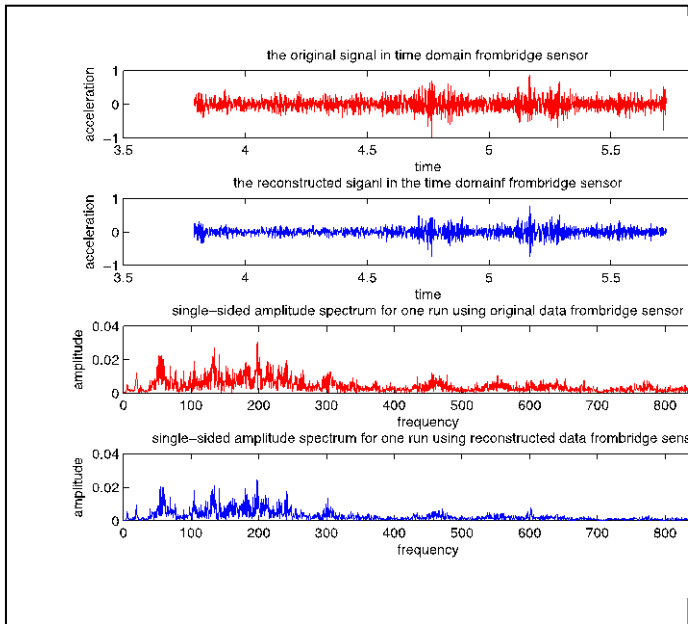 the original signal in time domain frombridge sensor
1
0
−1
acceleration
3.5 4 4.5 5 5.5
time
the reconstructed siganl in the time domainf frombridge sensor
1
0
−1
acceleration
3.5 4 4.5 5 5.5
time
single−sided amplitude spectrum for one run using original data frombridge sensor
0.04
0.02
0
amplitude
0 100 200 300 400 500 600 700 800
frequency
single−sided amplitude spectrum for one run using reconstructed data frombridge sens
0.04
0.02
0
amplitude
0 100 200 300 400 500 600 700 800
frequency